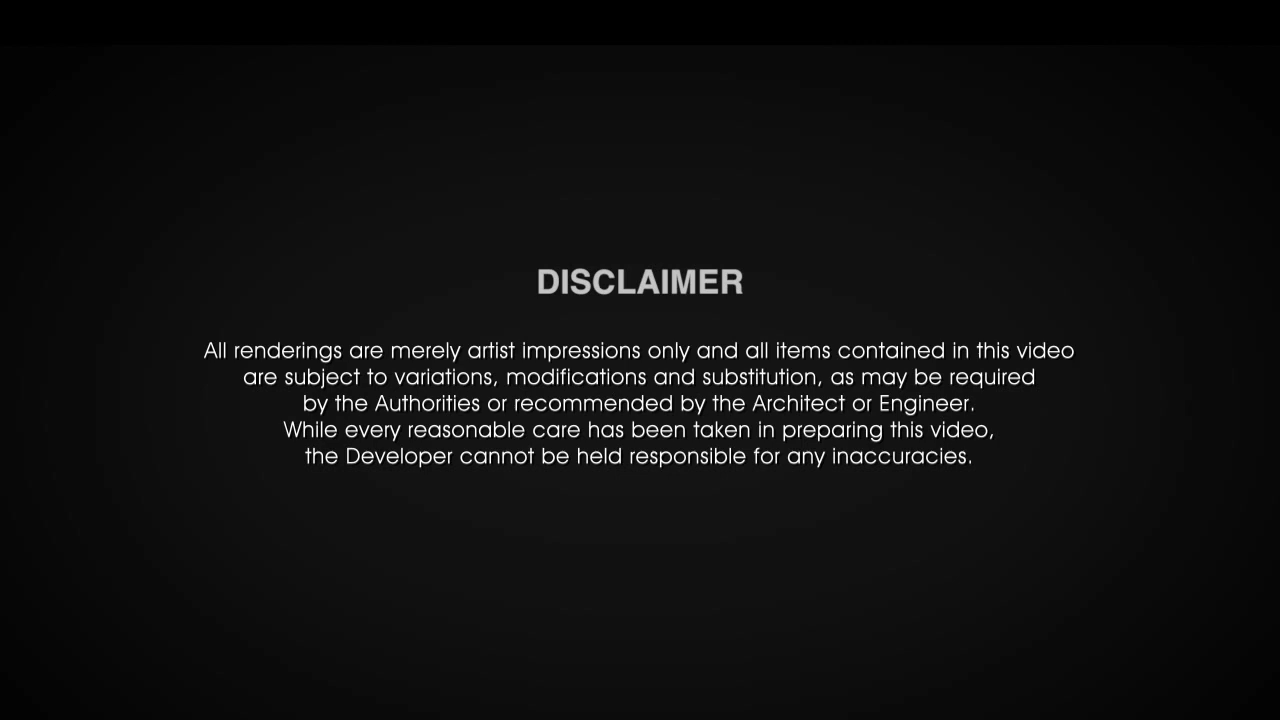 DISCLAIMER
All renderings are merely artist impressions only and all items contained in this video
are subject to variations, modifications and substitution, as may be required
by the Authorities or recommended by the Architect or Engineer.
While every reasonable care has been taken in preparing this video,
the Developer cannot be held responsible for any inaccuracies.